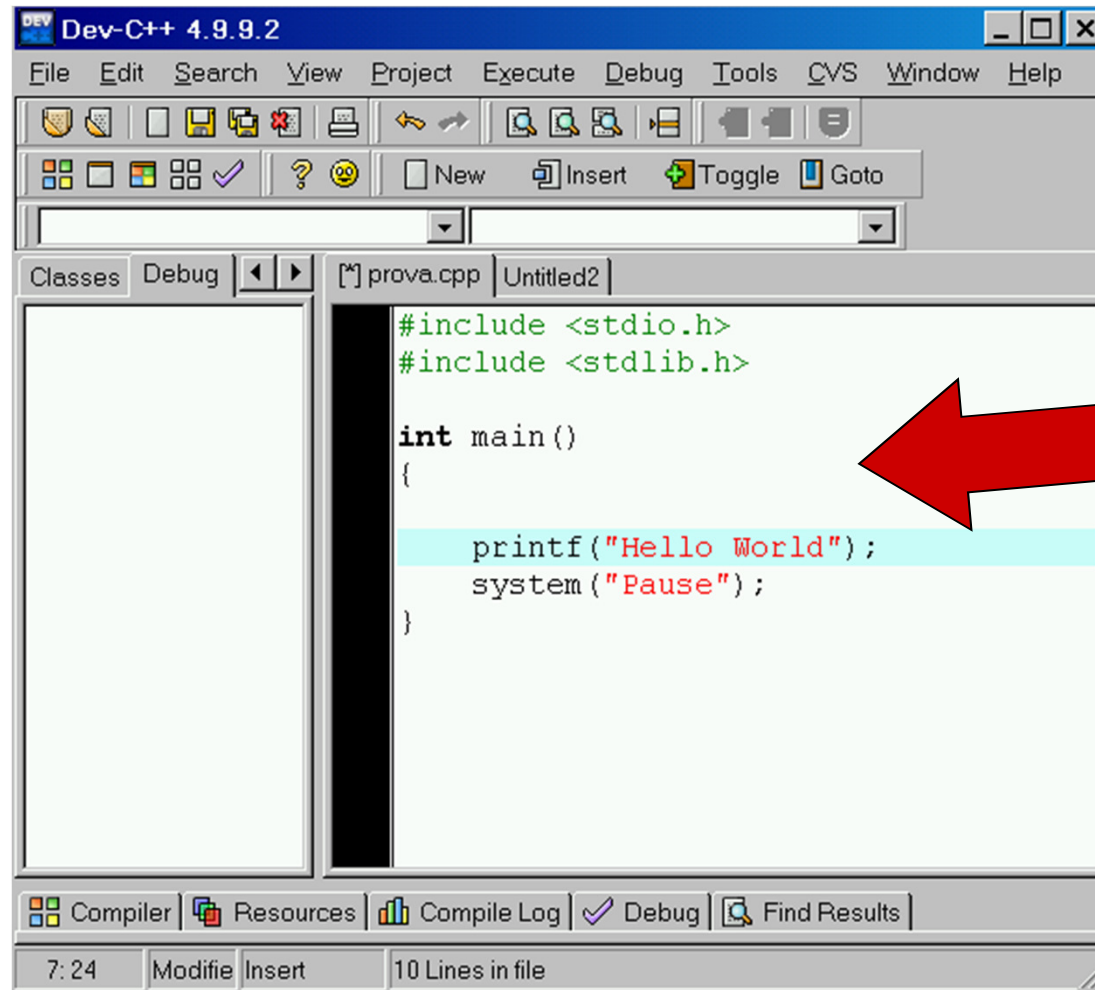 Dev-C++ 4.9.9.2
File Edit Search View Project Execute Debug Tools CVS Window Help
New Insert Toggle Goto
Classes Debug [*] prova.cpp Untitled2
#include <stdio.h>
#include <stdlib.h>
int main()
{
printf("Hello World");
system("Pause");
}
Compiler Resources Compile Log Debug Find Results
7: 24 Modifie Insert 10 Lines in file